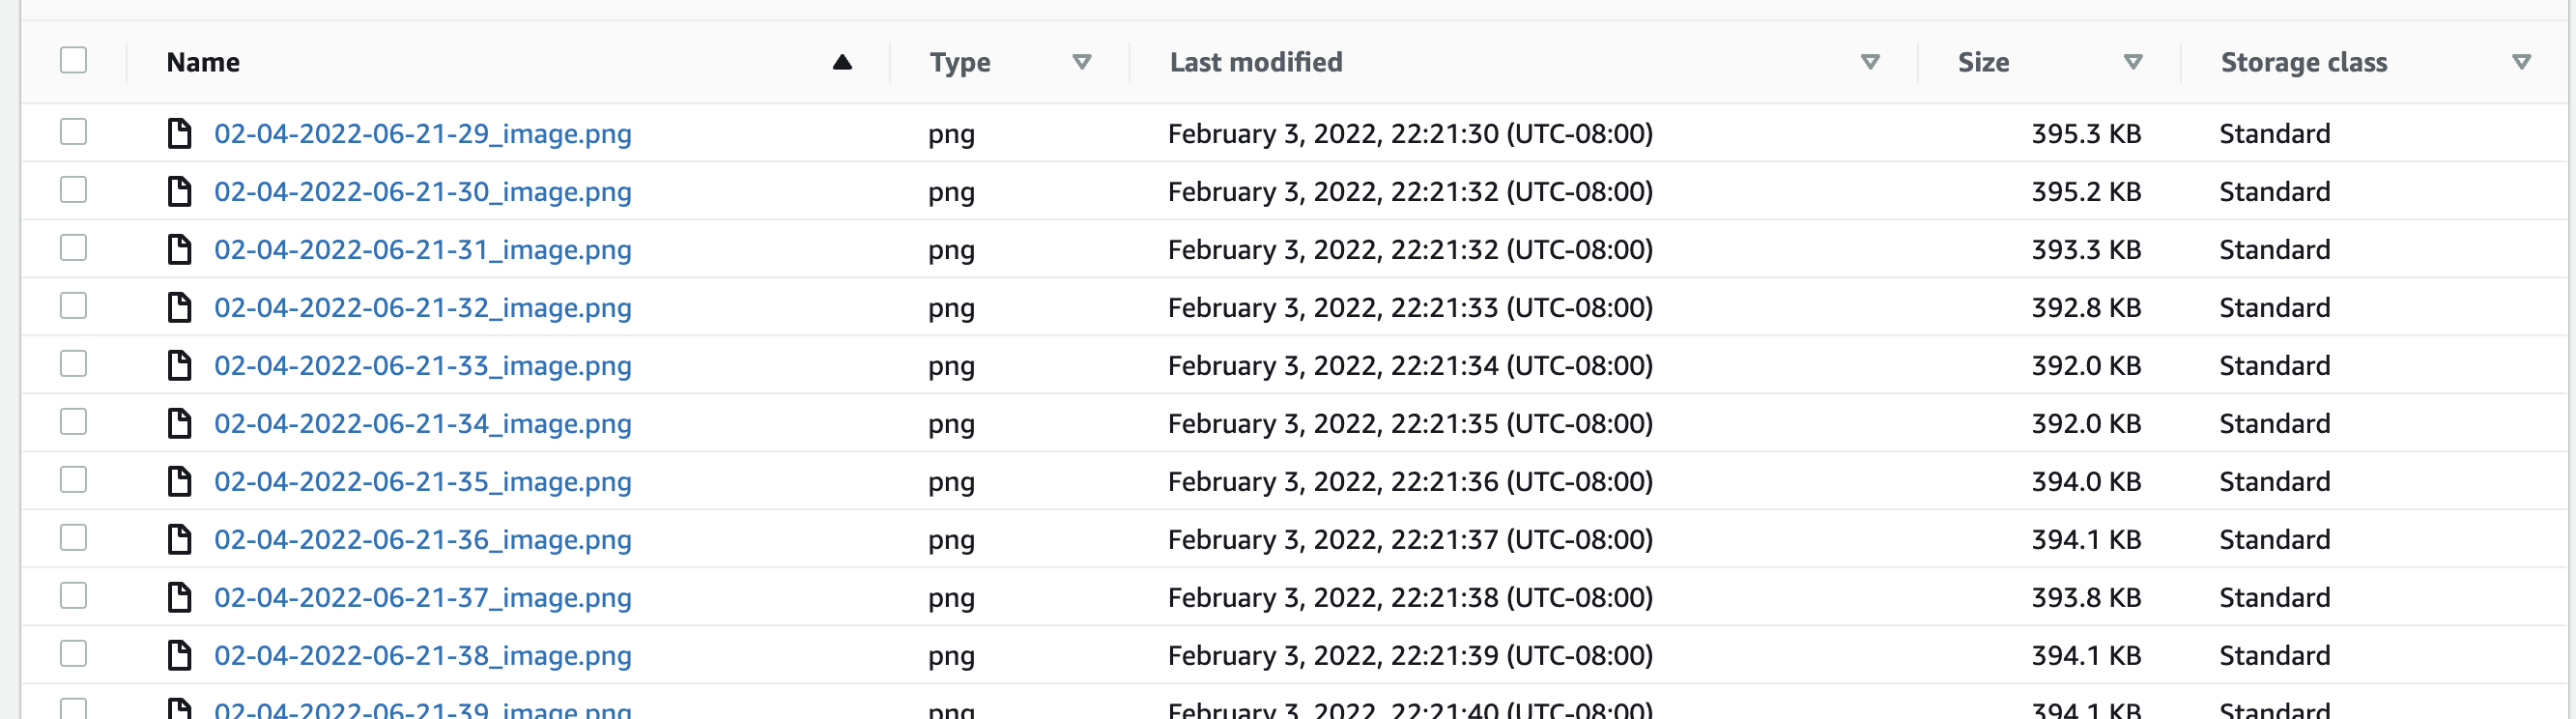 Name Type Last modified Size Storage class
02-04-2022-06-21-29_image.png png February 3, 2022, 22:21:30 (UTC-08:00) 395.3 KB Standard
02-04-2022-06-21-30_image.png png February 3, 2022, 22:21:32 (UTC-08:00) 395.2 KB Standard
02-04-2022-06-21-31_image.png png February 3, 2022, 22:21:32 (UTC-08:00) 393.3 KB Standard
02-04-2022-06-21-32_image.png png February 3, 2022, 22:21:33 (UTC-08:00) 392.8 KB Standard
02-04-2022-06-21-33_image.png png February 3, 2022, 22:21:34 (UTC-08:00) 392.0 KB Standard
02-04-2022-06-21-34_image.png png February 3, 2022, 22:21:35 (UTC-08:00) 392.0 KB Standard
02-04-2022-06-21-35_image.png png February 3, 2022, 22:21:36 (UTC-08:00) 394.0 KB Standard
02-04-2022-06-21-36_image.png png February 3, 2022, 22:21:37 (UTC-08:00) 394.1 KB Standard
02-04-2022-06-21-37_image.png png February 3, 2022, 22:21:38 (UTC-08:00) 393.8 KB Standard
02-04-2022-06-21-38_image.png png February 3, 2022, 22:21:39 (UTC-08:00) 394.1 KB Standard
02-04-2022-06-21-39_image.png png February 3, 2022, 22:21:40 (UTC-08:00) 394.1 KB Standard